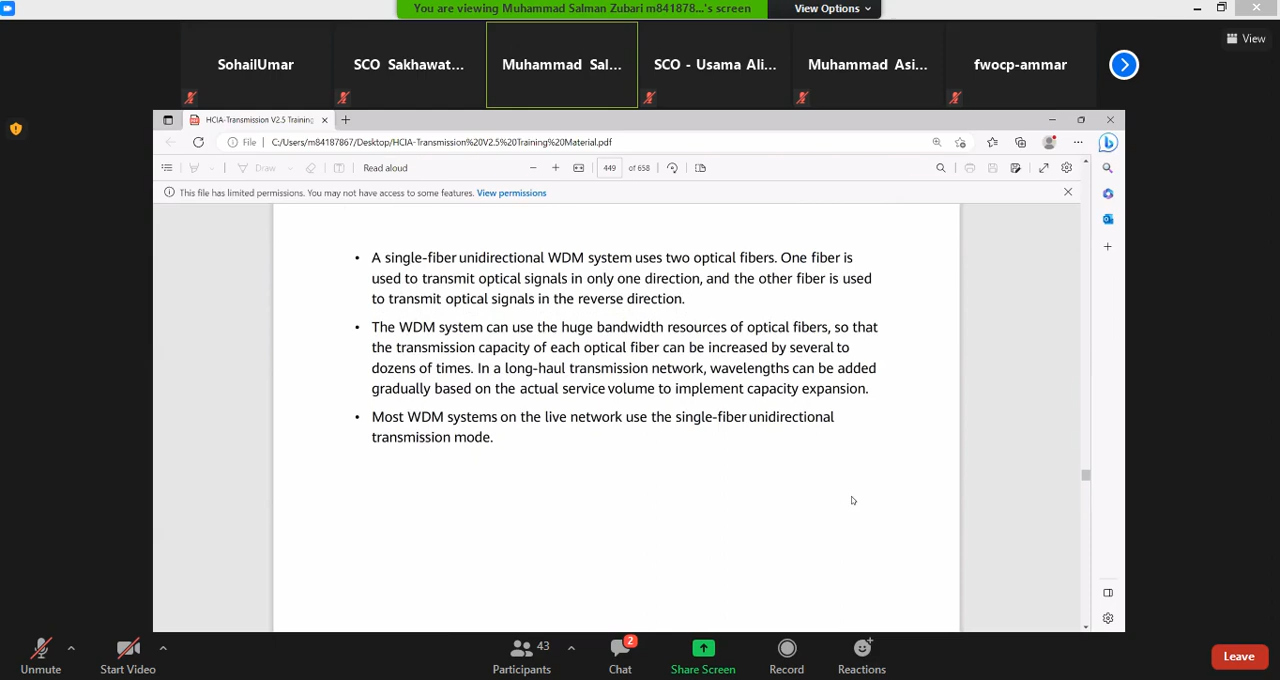 You are viewing Muhammad Salman Zubari m841878...'s screen
View Options
View
SohailUmar
SCO Sakhawat...
Muhammad Sal...
SCO - Usama Ali...
Muhammad Asi...
fwocp-ammar
HCIA-Transmission V2.5 Training
File
C:/Users/m84187867/Desktop/HCIA-Transmission%20V2.5%20Training%20Material.pdf
Draw
Read aloud
449 of 658
This file has limited permissions. You may not have access to some features. View permissions
• A single-fiber unidirectional WDM system uses two optical fibers. One fiber is
used to transmit optical signals in only one direction, and the other fiber is used
to transmit optical signals in the reverse direction.
• The WDM system can use the huge bandwidth resources of optical fibers, so that
the transmission capacity of each optical fiber can be increased by several to
dozens of times. In a long-haul transmission network, wavelengths can be added
gradually based on the actual service volume to implement capacity expansion.
• Most WDM systems on the live network use the single-fiber unidirectional
transmission mode.
Unmute
Start Video
43
Participants
2
Chat
Share Screen
Record
Reactions
Leave